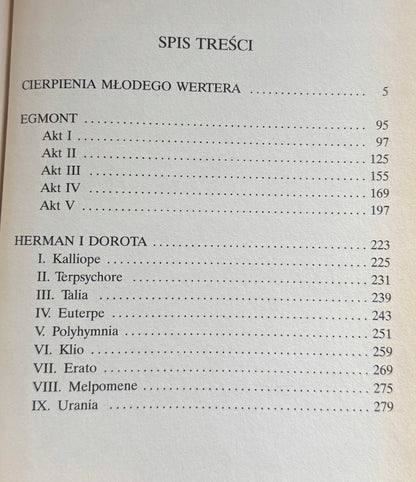 SPIS TREŚCI
CIERPIENIA MŁODEGO WERTERA .................... 5
EGMONT .................... 95
Akt I .................... 97
Akt II .................... 125
Akt III .................... 155
Akt IV .................... 169
Akt V .................... 197
HERMAN I DOROTA .................... 223
I. Kalliope .................... 225
II. Terpsychore .................... 231
III. Talia .................... 239
IV. Euterpe .................... 243
V. Polyhymnia .................... 251
VI. Klio .................... 259
VII. Erato .................... 269
VIII. Melpomene .................... 275
IX. Urania .................... 279